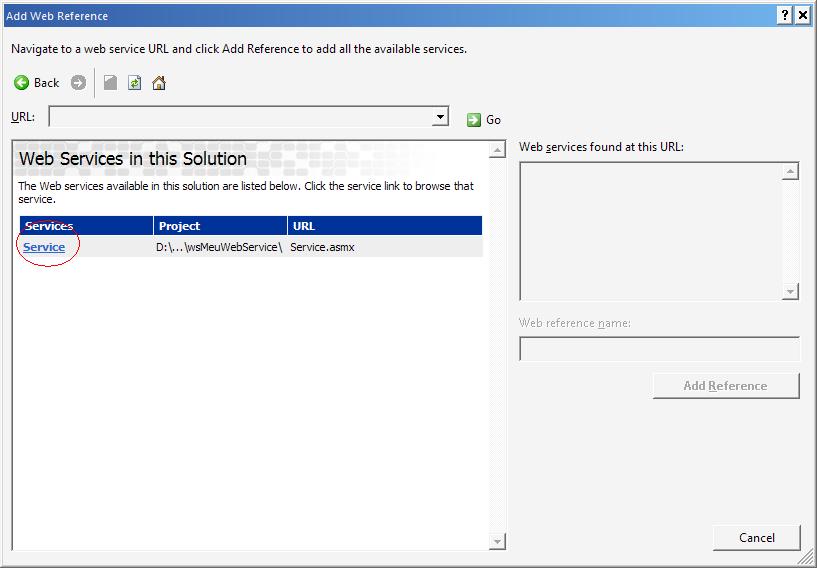 Add Web Reference
?
Navigate to a web service URL and click Add Reference to add all the available services.
Back
URL:
Go
Web Services in this Solution
The Web services available in this solution are listed below. Click the service link to browse that
service.
Services Project URL
Service D:\...\wsMeuWebService\ Service.asmx
Web services found at this URL:
Web reference name:
Add Reference
Cancel